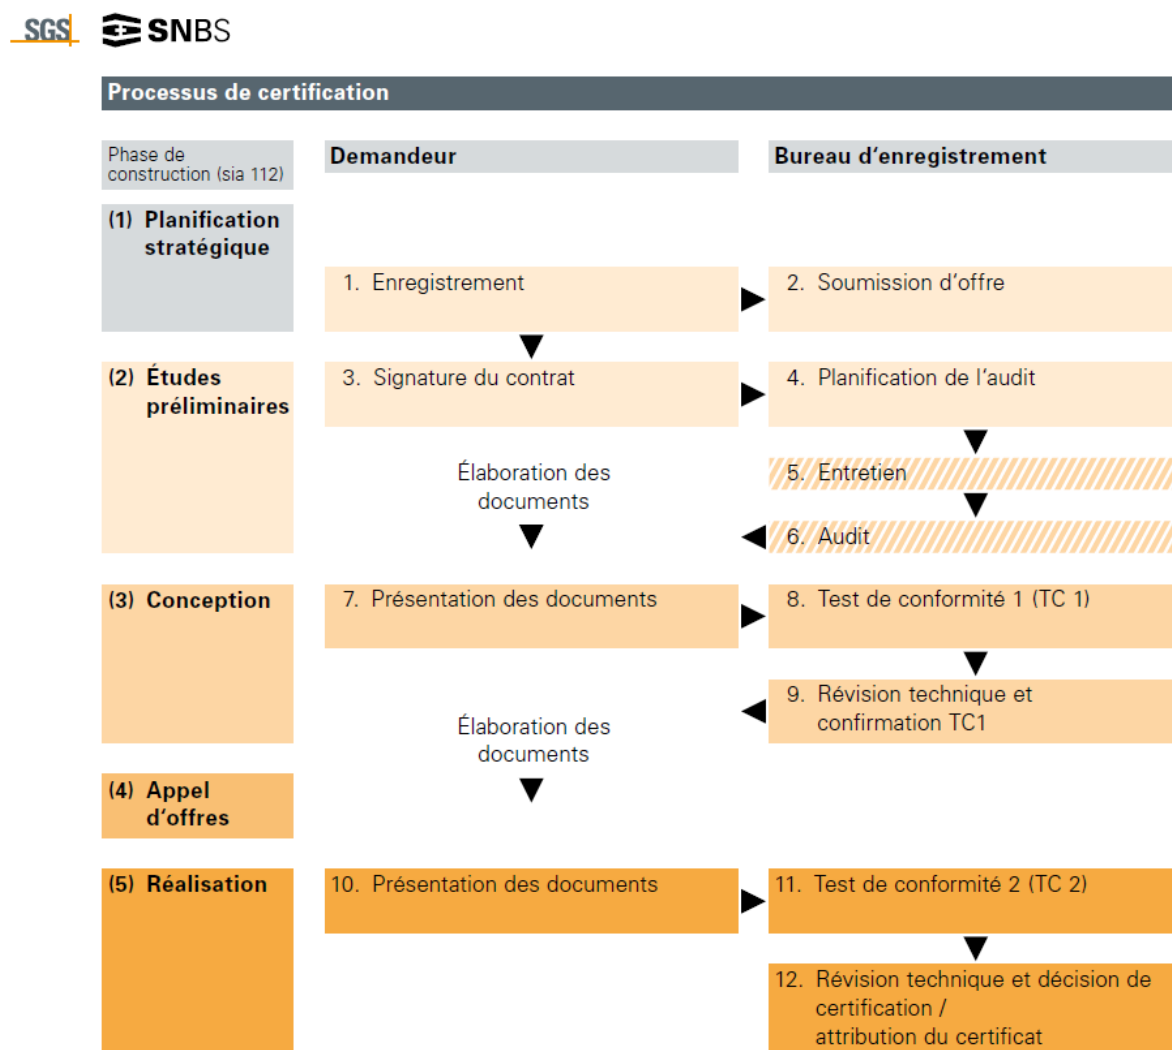 SGS SNBS
Processus de certification
Phase de
construction (sia 112)
Demandeur
Bureau d'enregistrement
(1) Planification
stratégique
1. Enregistrement
2. Soumission d'offre
(2) Études
préliminaires
3. Signature du contrat
4. Planification de l'audit
Élaboration des
documents
5. Entretien
6. Audit
(3) Conception
7. Présentation des documents
8. Test de conformité 1 (TC 1)
9. Révision technique et
confirmation TC1
Élaboration des
documents
(4) Appel
d'offres
(5) Réalisation
10. Présentation des documents
11. Test de conformité 2 (TC 2)
12. Révision technique et décision de
certification /
attribution du certificat